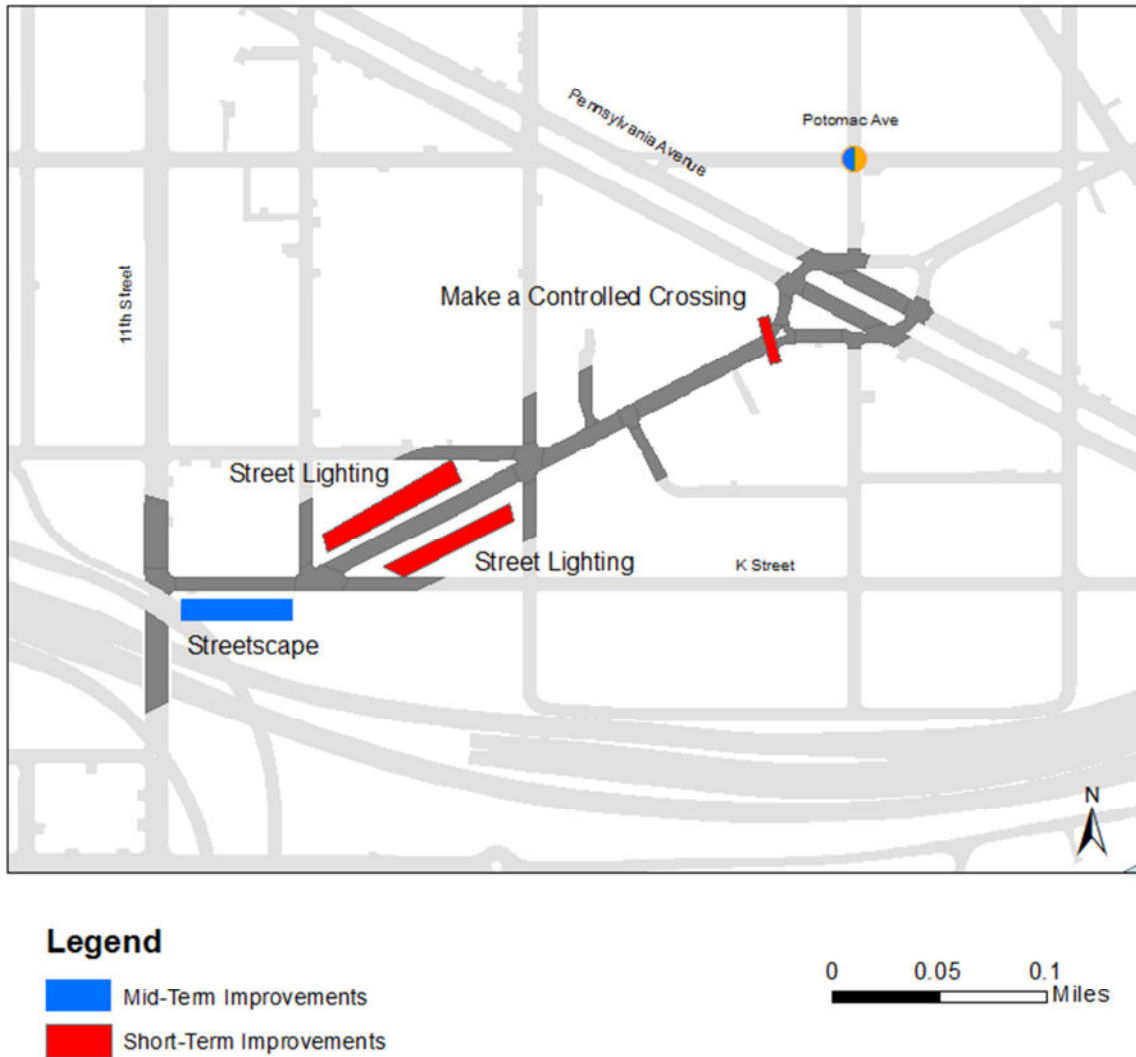 Pennsylvania Avenue
Potomac Ave
11th Street
Make a Controlled Crossing
Street Lighting
Street Lighting
K Street
Streetscape
N
Legend
Mid-Term Improvements
Short-Term Improvements
0 0.05 0.1
Miles